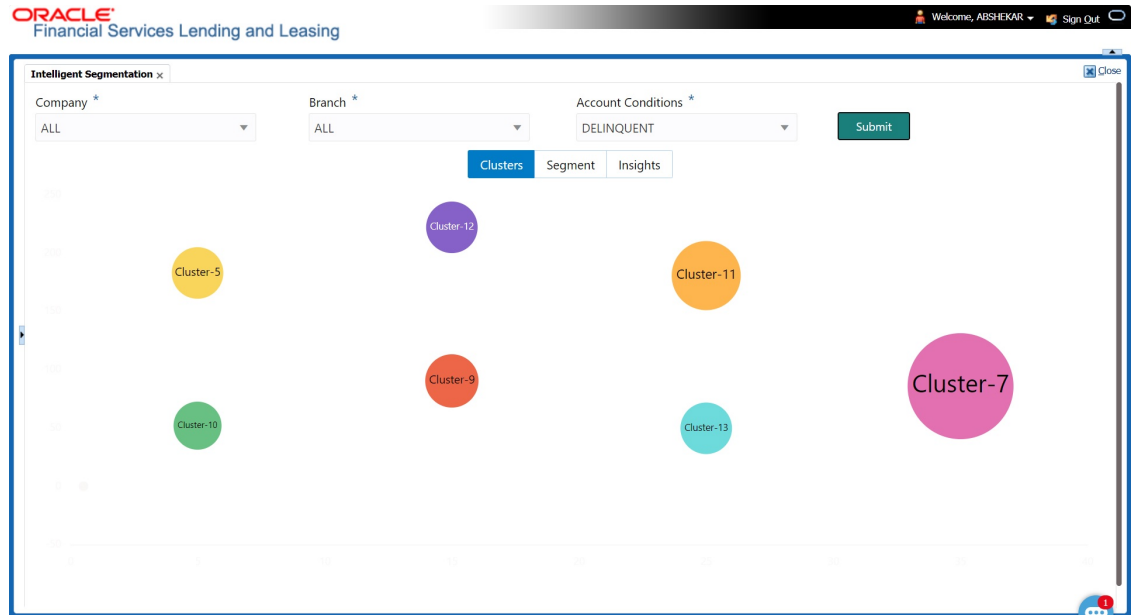 ORACLE
Financial Services Lending and Leasing
Welcome, ABSHEKAR
Sign Out
Intelligent Segmentation ×
Close
Company * Branch * Account Conditions *
ALL ALL DELINQUENT Submit
Clusters Segment Insights
Cluster-12
Cluster-5
Cluster-11
Cluster-9
Cluster-7
Cluster-10
Cluster-13
1